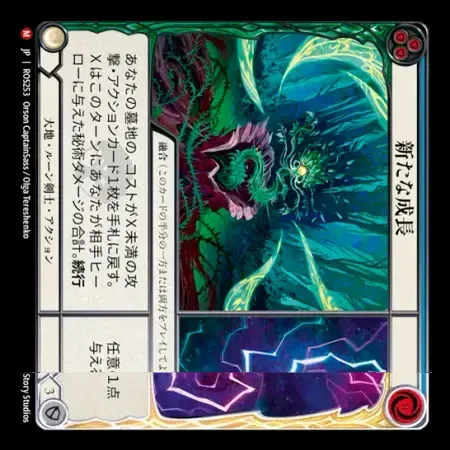 新たな成長
融合 (このカードの半分の一方または両方をプレイしてよ
あなたの墓地の、コストがX未満の攻
撃・アクションカード1枚を手札に戻す。
Xはこのターンにあなたが相手ヒー
ローに与えた秘術ダメージの合計。続行
任意 1点
与え
大地・ルーン剣士・アクション
3
M JP | ROS253 Orson CaptainSass / Olga Tereshenko
Story Studios